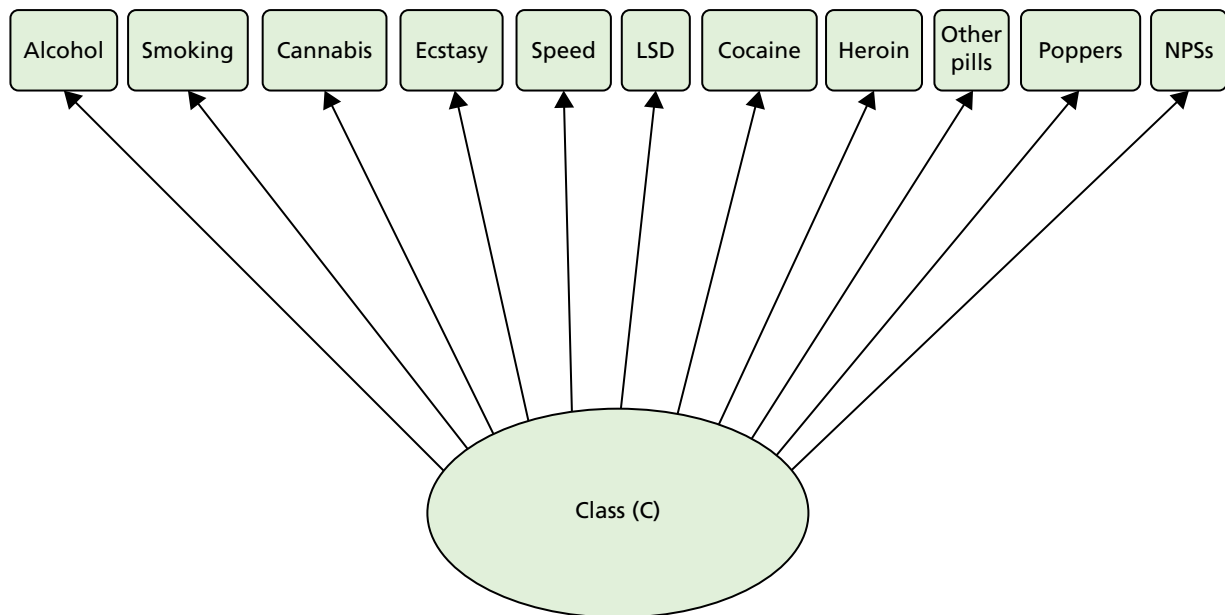 Alcohol
Smoking
Cannabis
Ecstasy
Speed
LSD
Cocaine
Heroin
Other
pills
Poppers
NPSs
Class (C)